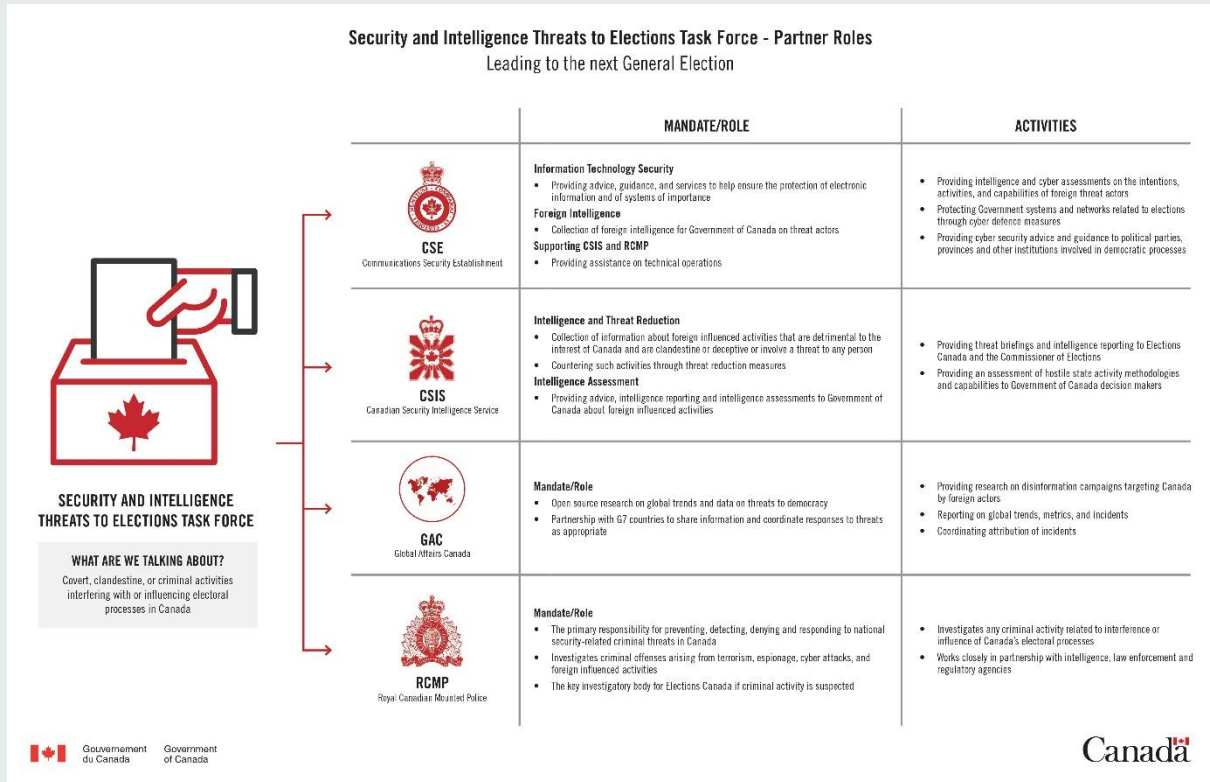 Security and Intelligence Threats to Elections Task Force - Partner Roles
Leading to the next General Election
MANDATE/ROLE
ACTIVITIES
SECURITY AND INTELLIGENCE
THREATS TO ELECTIONS TASK FORCE
WHAT ARE WE TALKING ABOUT?
Covert, clandestine, or criminal activities
interfering with or influencing electoral
processes in Canada
CSE
Communications Security Establishment
Information Technology Security
• Providing advice, guidance, and services to help ensure the protection of electronic
information and of systems of importance
Foreign Intelligence
• Collection of foreign intelligence for Government of Canada on threat actors
Supporting CSIS and RCMP
• Providing assistance on technical operations
• Providing intelligence and cyber assessments on the intentions,
activities, and capabilities of foreign threat actors
• Protecting Government systems and networks related to elections
through cyber defence measures
• Providing cyber security advice and guidance to political parties,
provinces and other institutions involved in democratic processes
CSIS
Canadian Security Intelligence Service
Intelligence and Threat Reduction
• Collection of information about foreign influenced activities that are detrimental to the
interest of Canada and are clandestine or deceptive or involve a threat to any person
• Countering such activities through threat reduction measures
Intelligence Assessment
• Providing advice, intelligence reporting and intelligence assessments to Government of
Canada about foreign influenced activities
• Providing threat briefings and intelligence reporting to Elections
Canada and the Commissioner of Elections
• Providing an assessment of hostile state activity methodologies
and capabilities to Government of Canada decision makers
GAC
Global Affairs Canada
Mandate/Role
• Open source research on global trends and data on threats to democracy
• Partnership with G7 countries to share information and coordinate responses to threats
as appropriate
• Providing research on disinformation campaigns targeting Canada
by foreign actors
• Reporting on global trends, metrics, and incidents
• Coordinating attribution of incidents
RCMP
Royal Canadian Mounted Police
Mandate/Role
• The primary responsibility for preventing, detecting, denying and responding to national
security-related criminal threats in Canada
• Investigates criminal offenses arising from terrorism, espionage, cyber attacks, and
foreign influenced activities
• The key investigatory body for Elections Canada if criminal activity is suspected
• Investigates any criminal activity related to interference or
influence of Canada's electoral processes
• Works closely in partnership with intelligence, law enforcement and
regulatory agencies
Gouvernement
du Canada
Government
of Canada
Canada